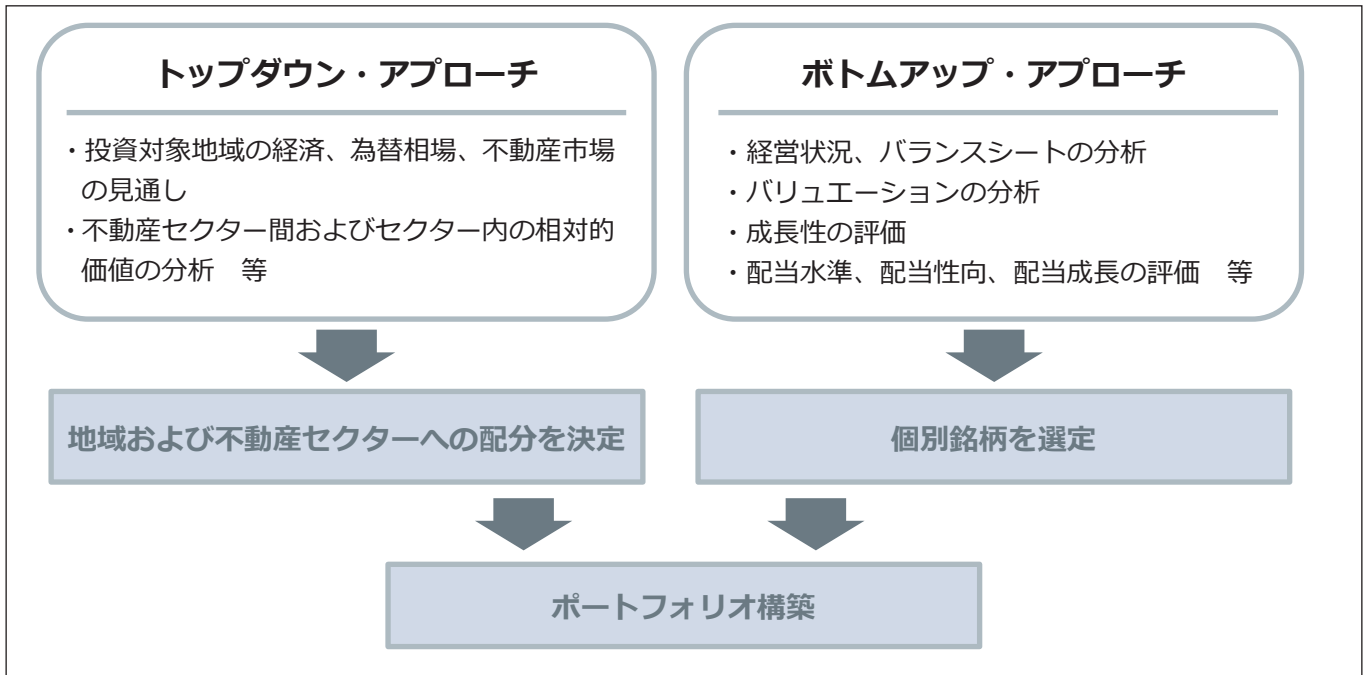 トップダウン・アプローチ
・投資対象地域の経済、為替相場、不動産市場
の見通し
・不動産セクター間およびセクター内の相対的
価値の分析　等
ボトムアップ・アプローチ
・経営状況、バランスシートの分析
・バリュエーションの分析
・成長性の評価
・配当水準、配当性向、配当成長の評価　等
地域および不動産セクターへの配分を決定
個別銘柄を選定
ポートフォリオ構築